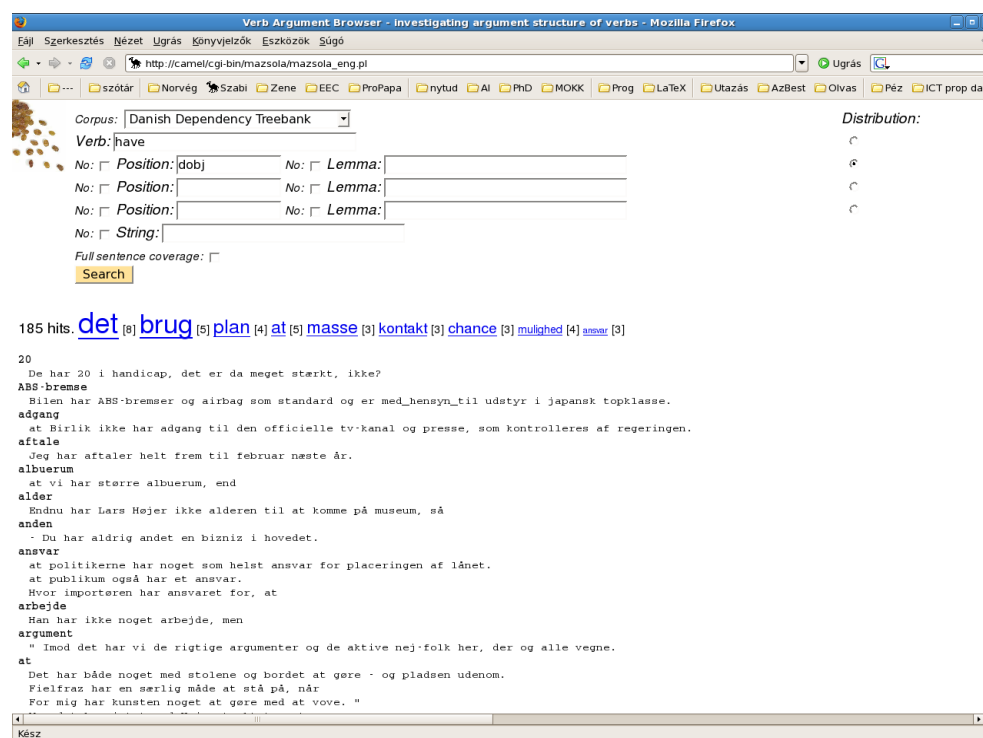 Verb Argument Browser - investigating argument structure of verbs - Mozilla Firefox
Fájl Szerkesztés Nézet Ugrás Könyvjelzők Eszközök Súgó
http://camel/cgi-bin/mazsola/mazsola_eng.pl Ugrás
--- szótár Norvég Szabi Zene EEC ProPapa nytud AI PhD MOKK Prog LaTeX Utazás AzBest Olvas Péz ICT prop da
Corpus: Danish Dependency Treebank Distribution:
Verb: have
No: Position: dobj No: Lemma:
No: Position: No: Lemma:
No: Position: No: Lemma:
No: String:
Full sentence coverage:
Search
185 hits. det [8] brug [5] plan [4] at [5] masse [3] kontakt [3] chance [3] mulighed [4] ansvar [3]
20
De har 20 i handicap, det er da meget stærkt, ikke?
ABS-bremse
Bilen har ABS-bremser og airbag som standard og er med_hensyn_til udstyr i japansk topklasse.
adgang
at Birlik ikke har adgang til den officielle tv-kanal og presse, som kontrolleres af regeringen.
aftale
Jeg har aftaler helt frem til februar næste år.
albuerum
at vi har større albuerum, end
alder
Endnu har Lars Højer ikke alderen til at komme på museum, så
anden
- Du har aldrig andet en bizniz i hovedet.
ansvar
at politikerne har noget som helst ansvar for placeringen af lånet.
at publikum også har et ansvar.
Hvor importøren har ansvaret for, at
arbejde
Han har ikke noget arbejde, men
argument
" Imod det har vi de rigtige argumenter og de aktive nej-folk her, der og alle vegne.
at
Det har både noget med stolene og bordet at gøre - og pladsen udenom.
Fielfraz har en særlig måde at stå på, når
For mig har kunsten noget at gøre med at vove. "
Kész